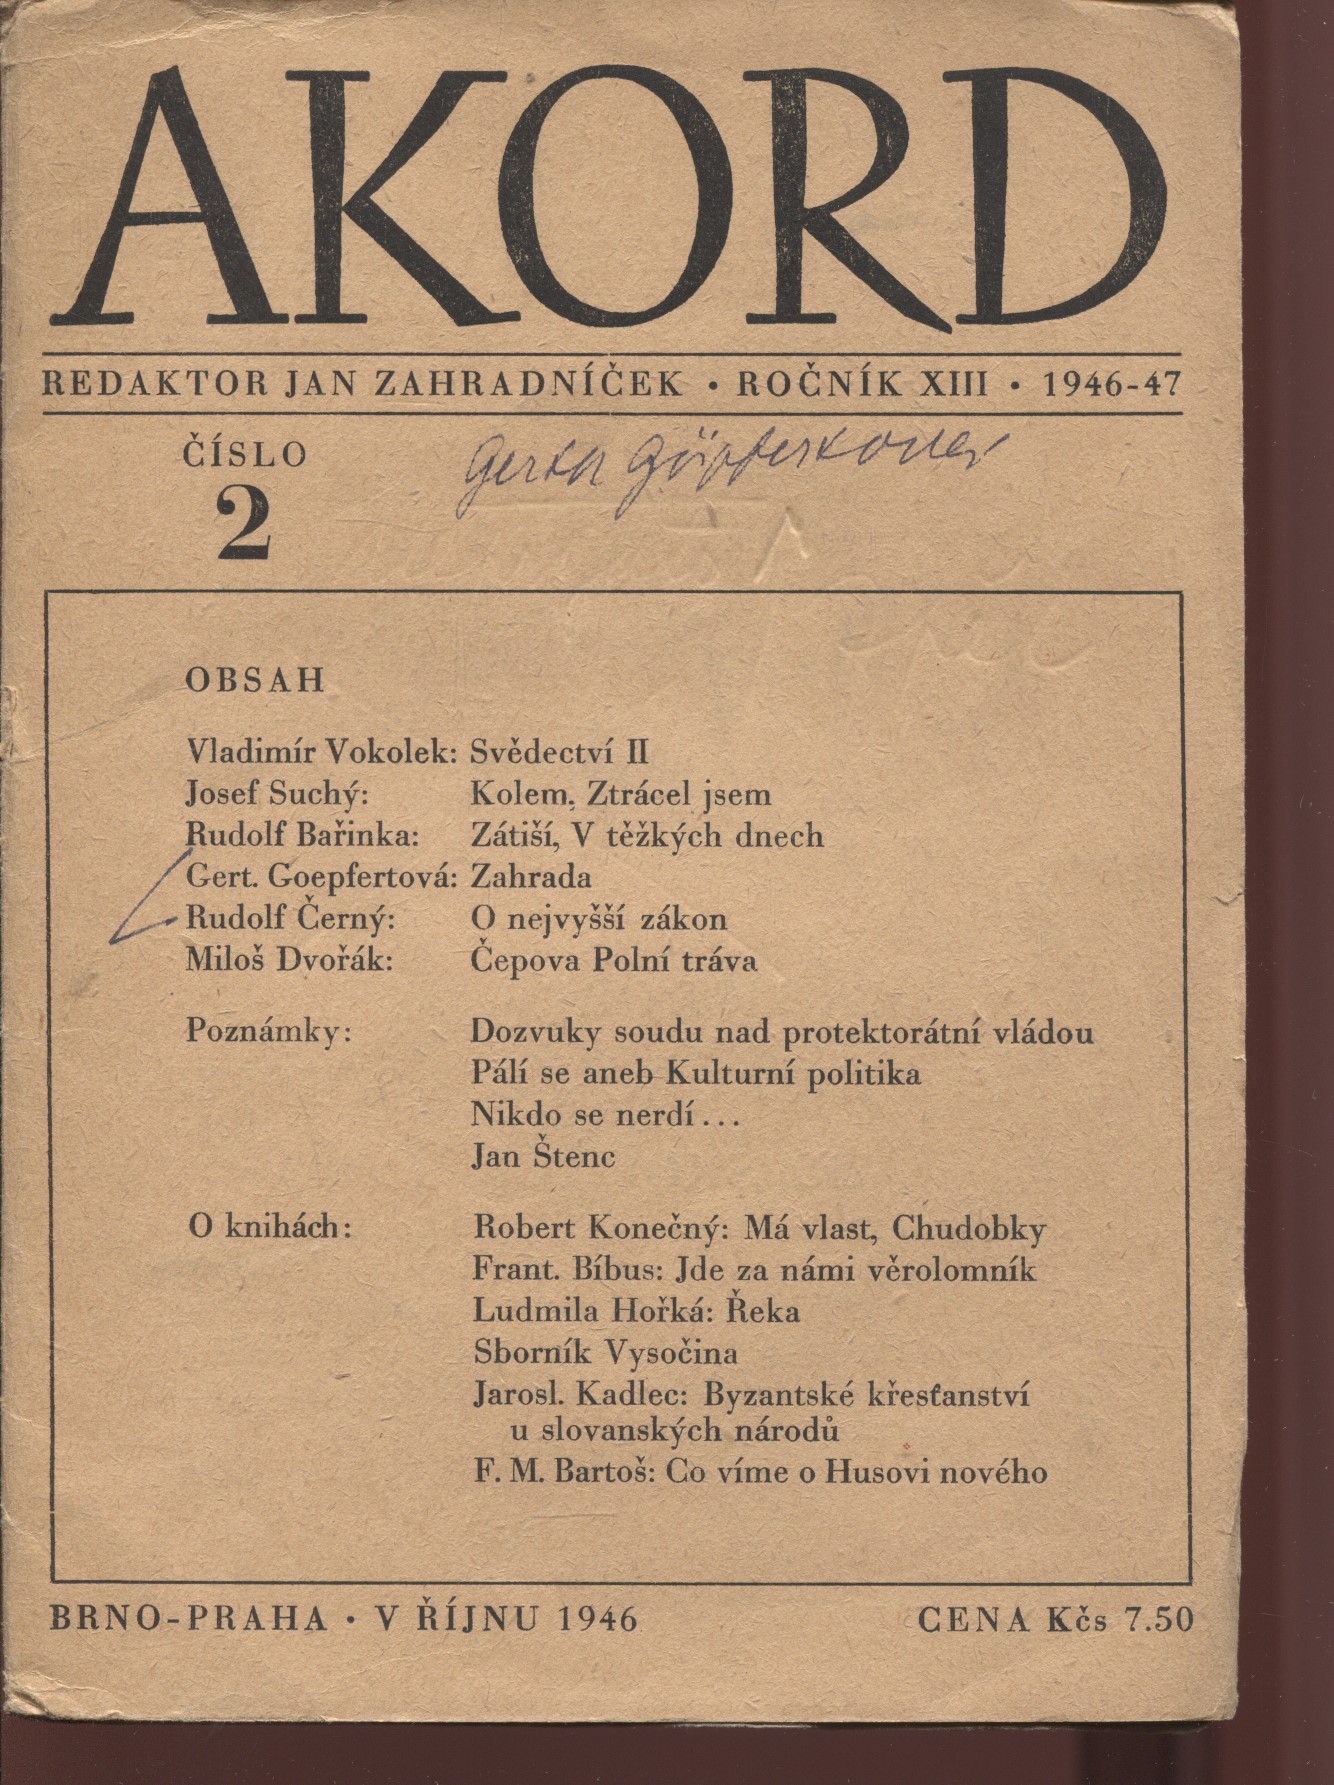 AKORD
REDAKTOR JAN ZAHRADNÍČEK • ROČNÍK XIII • 1946-47
ČÍSLO
2
Gerta
OBSAH
Vladimír Vokolek: Svědectví II
Josef Suchý: Kolem, Ztrácel jsem
Rudolf Bařinka: Zátiší, V těžkých dnech
Gert. Goepfertová: Zahrada
Rudolf Černý: O nejvyšší zákon
Miloš Dvořák: Čepova Polní tráva
Poznámky: Dozvuky soudu nad protektorátní vládou
Pálí se aneb Kulturní politika
Nikdo se nerdí...
Jan Štenc
O knihách: Robert Konečný: Má vlast, Chudobky
Frant. Bíbus: Jde za námi věrolomník
Ludmila Hořká: Řeka
Sborník Vysočina
Jarosl. Kadlec: Byzantské křesťanství
u slovanských národů
F. M. Bartoš: Co víme o Husovi nového
BRNO-PRAHA • V ŘÍJNU 1946 CENA Kčs 7.50